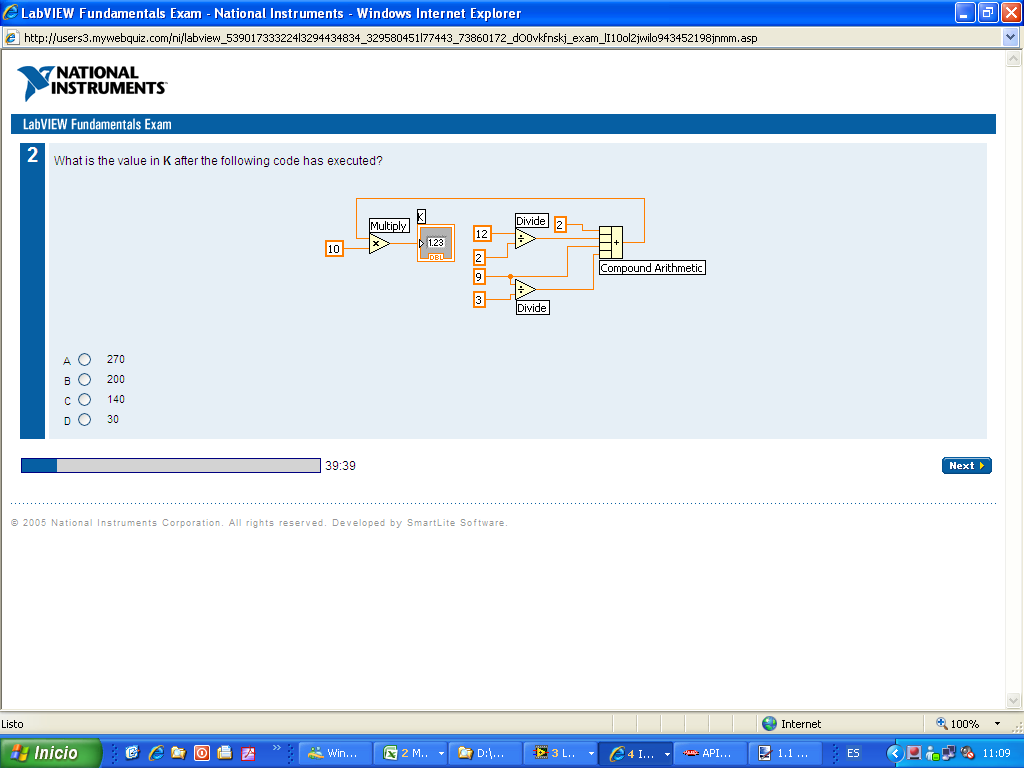 LabVIEW Fundamentals Exam - National Instruments - Windows Internet Explorer
http://users3.mywebquiz.com/ni/labview_539017333224l3294434834_329580451l77443_73860172_dO0vkfnskj_exam_lI10ol2jwilo943452198jnmm.asp
NATIONAL
INSTRUMENTS™
LabVIEW Fundamentals Exam
2 What is the value in K after the following code has executed?
Multiply
K
Divide
2
10
×
1.23
DBL
12
÷
+
2
Compound Arithmetic
9
÷
3
Divide
A 270
B 200
C 140
D 30
39:39
Next
© 2005 National Instruments Corporation. All rights reserved. Developed by SmartLite Software.
Listo
Internet
100%
Inicio
Win...
2 M...
D:\...
3 L...
4 I...
API...
1.1 ...
ES
11:09